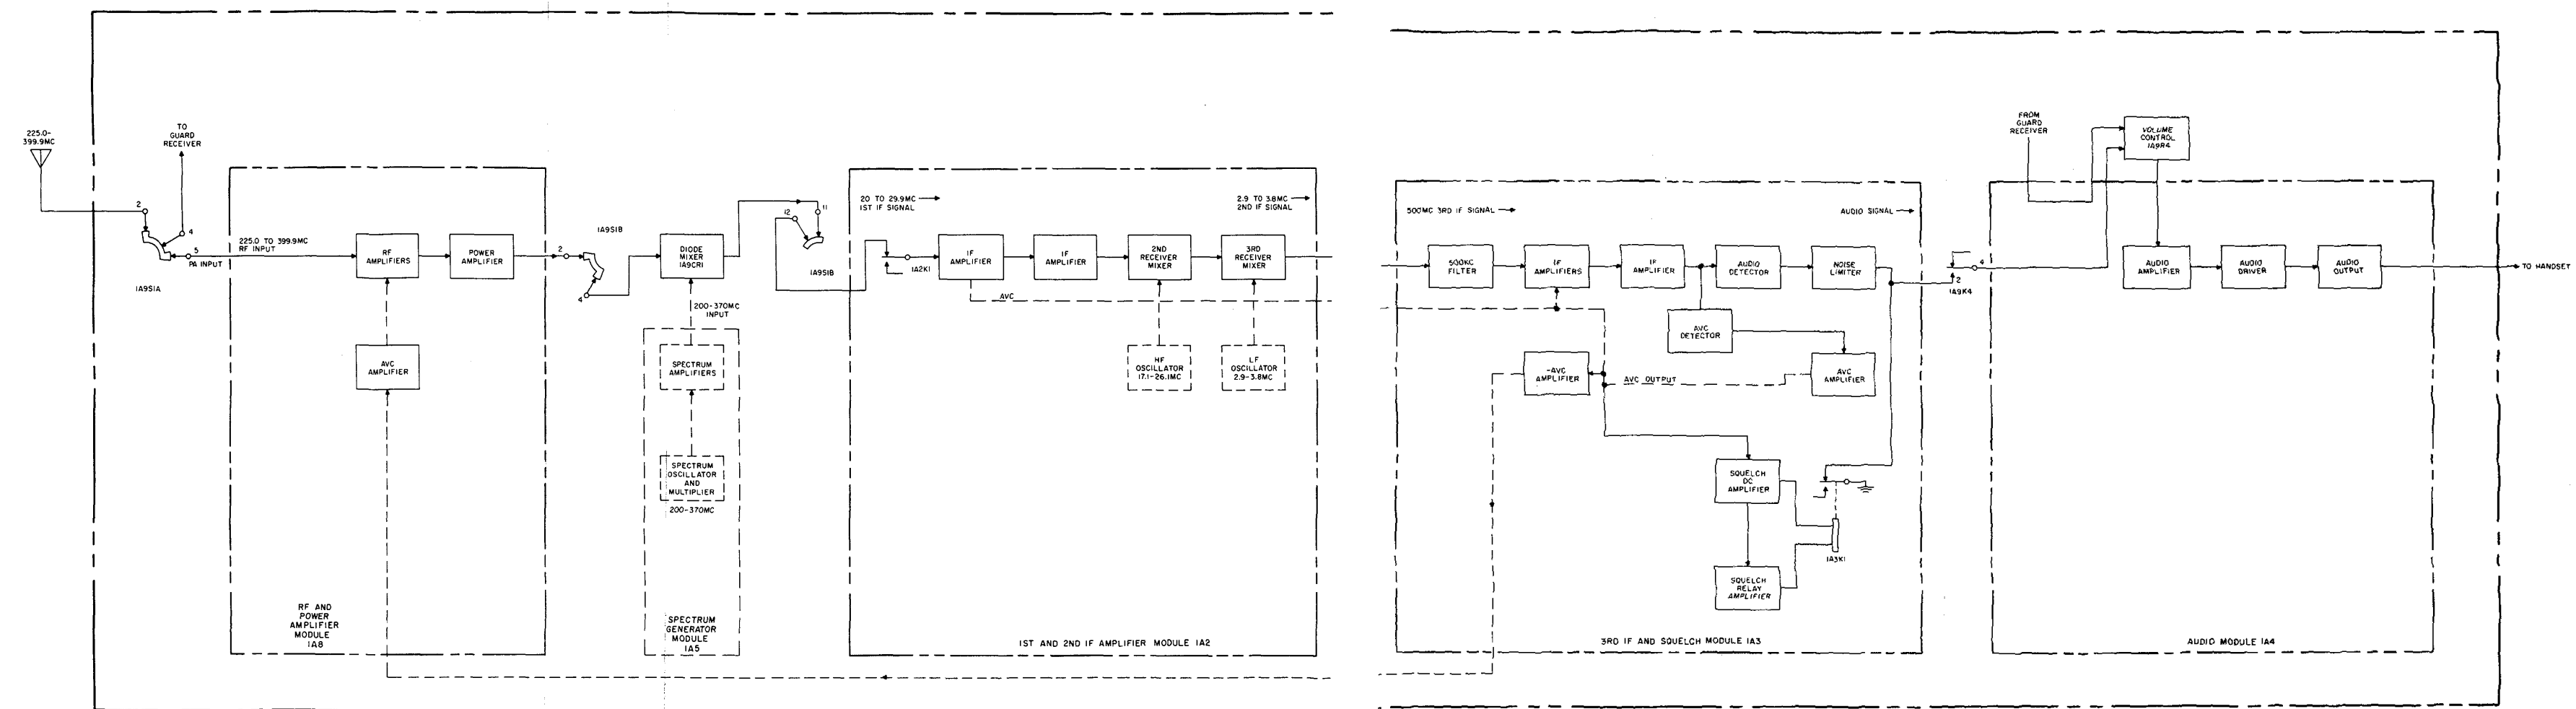 225.0-
399.9MC
TO
GUARD
RECEIVER
2
4
5
PA INPUT
1A9S1A
225.0 TO 399.9MC
RF INPUT
RF
AMPLIFIERS
POWER
AMPLIFIER
AVC
AMPLIFIER
RF AND
POWER
AMPLIFIER
MODULE
1A8
2
1A9S1B
4
DIODE
MIXER
1A9CR1
200-370MC
INPUT
SPECTRUM
AMPLIFIERS
SPECTRUM
OSCILLATOR
AND
MULTIPLIER
200-370MC
SPECTRUM
GENERATOR
MODULE
1A5
12
11
1A9S1B
20 TO 29.9MC
1ST IF SIGNAL
2.9 TO 3.8MC
2ND IF SIGNAL
1A2K1
IF
AMPLIFIER
IF
AMPLIFIER
2ND
RECEIVER
MIXER
3RD
RECEIVER
MIXER
AVC
HF
OSCILLATOR
17.1-26.1MC
LF
OSCILLATOR
2.9-3.8MC
1ST AND 2ND IF AMPLIFIER MODULE 1A2
500MC 3RD IF SIGNAL
AUDIO SIGNAL
500KC
FILTER
IF
AMPLIFIERS
IF
AMPLIFIER
AUDIO
DETECTOR
NOISE
LIMITER
AVC
DETECTOR
-AVC
AMPLIFIER
AVC OUTPUT
AVC
AMPLIFIER
SQUELCH
DC
AMPLIFIER
SQUELCH
RELAY
AMPLIFIER
1A3K1
3RD IF AND SQUELCH MODULE 1A3
4
2
1A9K4
FROM
GUARD
RECEIVER
VOLUME
CONTROL
1A9R4
AUDIO
AMPLIFIER
AUDIO
DRIVER
AUDIO
OUTPUT
TO HANDSET
AUDIO MODULE 1A4